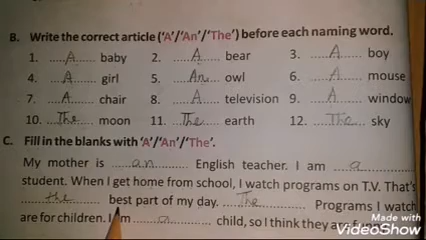 B. Write the correct article ('A'/'An'/'The') before each naming word.
1. A baby 2. A bear 3. A boy
4. A girl 5. An owl 6. A mouse
7. A chair 8. A television 9. A window
10. The moon 11. The earth 12. The sky
C. Fill in the blanks with 'A'/'An'/'The'.
My mother is an English teacher. I am a
student. When I get home from school, I watch programs on T.V. That's
the best part of my day. The Programs I watch
are for children. I am a child, so I think they are
Made with
KINEMASTER